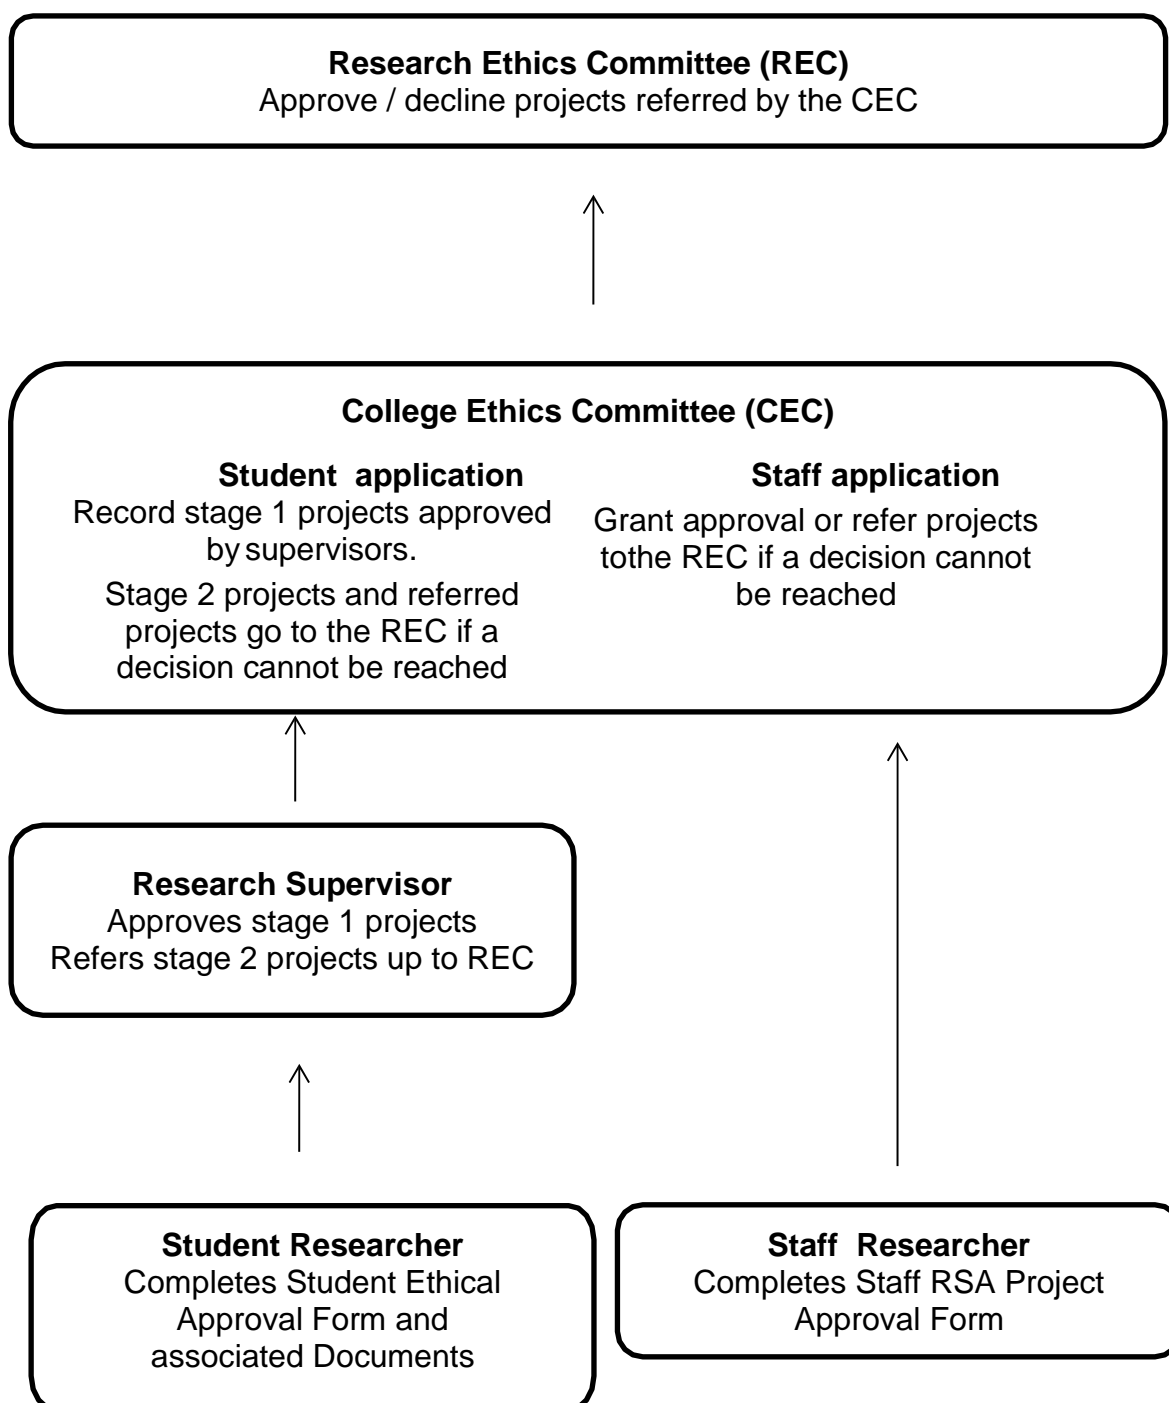 Research Ethics Committee (REC)
Approve / decline projects referred by the CEC
College Ethics Committee (CEC)
Student application
Record stage 1 projects approved
by supervisors.
Stage 2 projects and referred
projects go to the REC if a
decision cannot be reached
Staff application
Grant approval or refer projects
tothe REC if a decision cannot
be reached
Research Supervisor
Approves stage 1 projects
Refers stage 2 projects up to REC
Student Researcher
Completes Student Ethical
Approval Form and
associated Documents
Staff Researcher
Completes Staff RSA Project
Approval Form